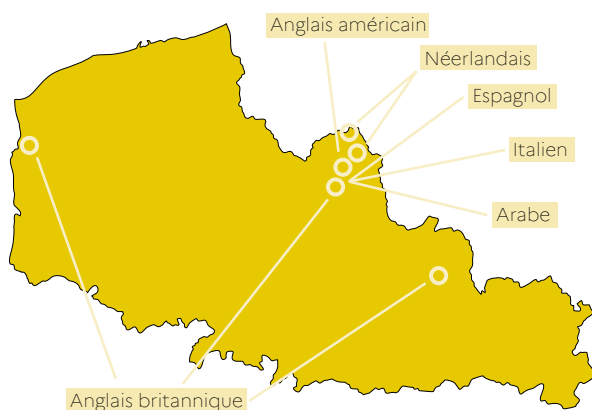 Anglais américain
Néerlandais
Espagnol
Italien
Arabe
Anglais britannique